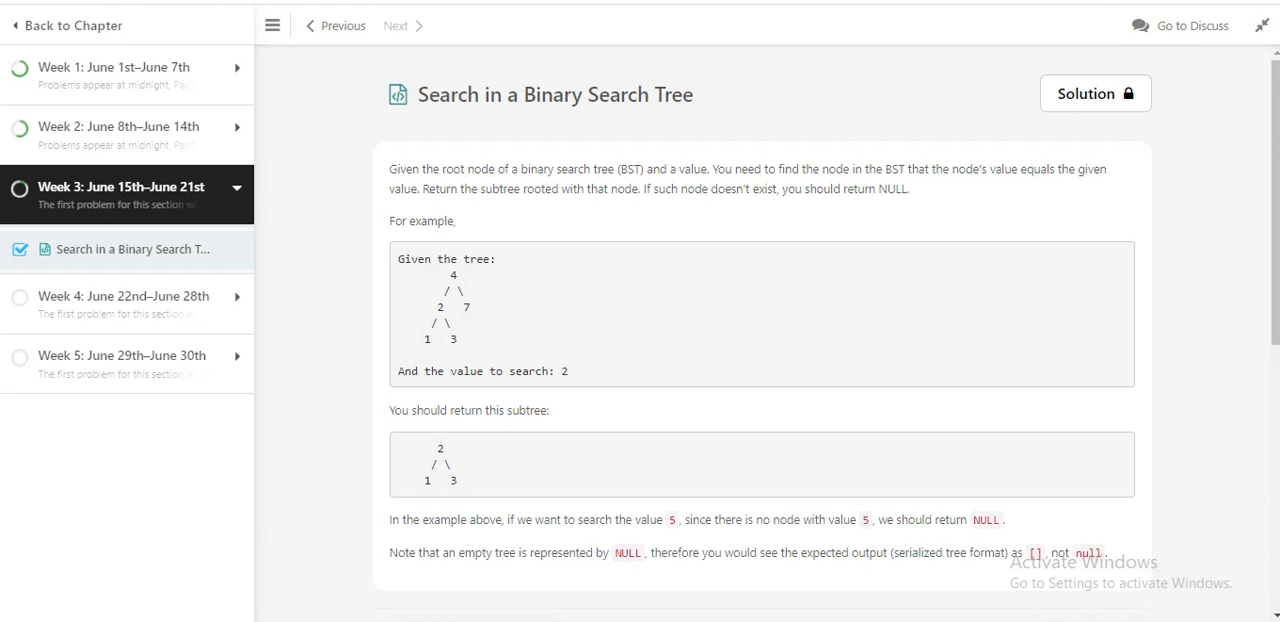 Back to Chapter
Previous
Next
Go to Discuss
Week 1: June 1st–June 7th
Problems appear at midnight, Paci
Week 2: June 8th–June 14th
Problems appear at midnight, Paci
Week 3: June 15th–June 21st
The first problem for this section w
Search in a Binary Search T...
Week 4: June 22nd–June 28th
The first problem for this section w
Week 5: June 29th–June 30th
The first problem for this section
Search in a Binary Search Tree
Solution
Given the root node of a binary search tree (BST) and a value. You need to find the node in the BST that the node's value equals the given
value. Return the subtree rooted with that node. If such node doesn't exist, you should return NULL.
For example,
Given the tree:
4
/ \
2 7
/ \
1 3
And the value to search: 2
You should return this subtree:
2
/ \
1 3
In the example above, if we want to search the value 5, since there is no node with value 5, we should return NULL.
Note that an empty tree is represented by NULL, therefore you would see the expected output (serialized tree format) as [], not null.
Activate Windows
Go to Settings to activate Windows.